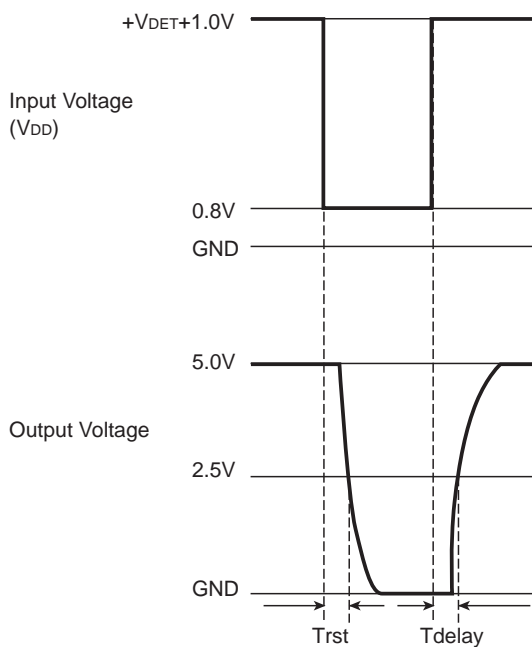 +VDET+1.0V
Input Voltage
(VDD)
0.8V
GND
5.0V
Output Voltage
2.5V
GND
Trst
Tdelay